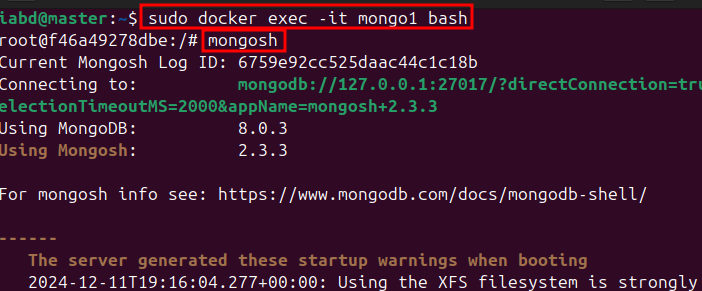 iabd@master:~$ sudo docker exec -it mongo1 bash
root@f46a49278dbe:/# mongosh
Current Mongosh Log ID: 6759e92cc525daac44c1c18b
Connecting to: mongodb://127.0.0.1:27017/?directConnection=tru
electionTimeoutMS=2000&appName=mongosh+2.3.3
Using MongoDB: 8.0.3
Using Mongosh: 2.3.3
For mongosh info see: https://www.mongodb.com/docs/mongodb-shell/
------
The server generated these startup warnings when booting
2024-12-11T19:16:04.277+00:00: Using the XFS filesystem is strongly